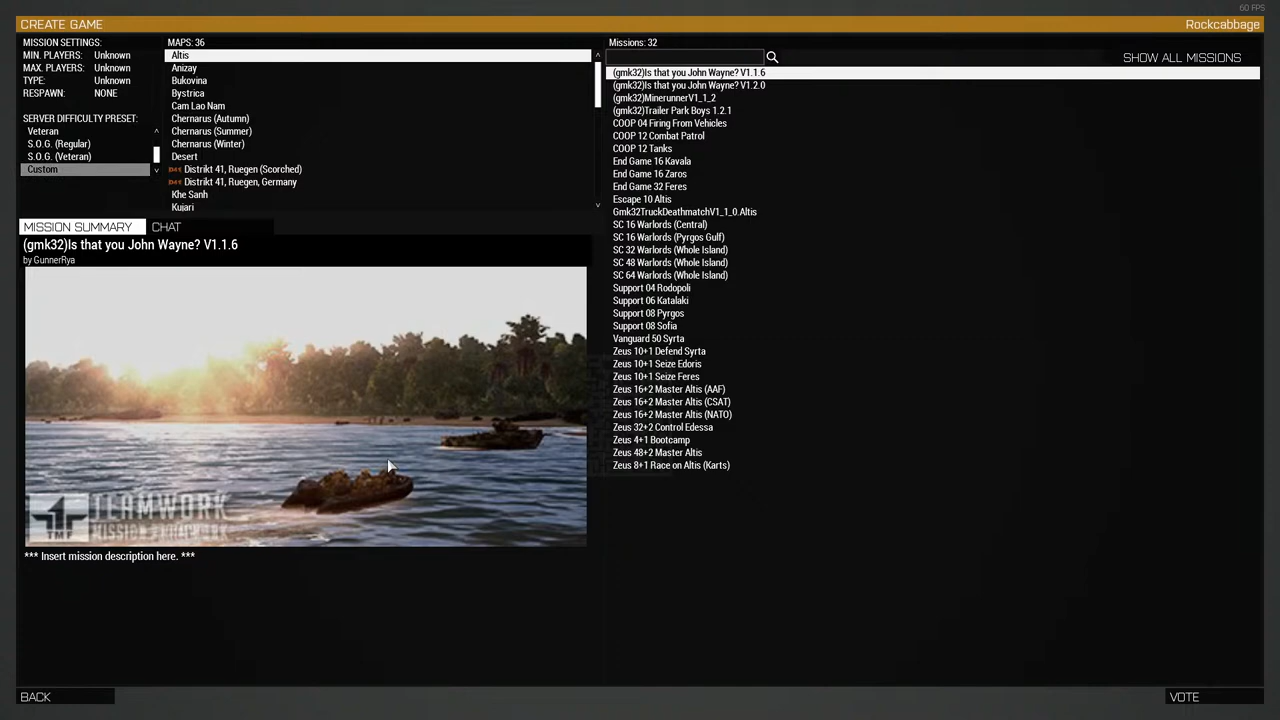 60 FPS
CREATE GAME
Rockcabbage
MISSION SETTINGS:
MIN. PLAYERS: Unknown
MAX. PLAYERS: Unknown
TYPE: Unknown
RESPAWN: NONE
SERVER DIFFICULTY PRESET:
Veteran
S.O.G. (Regular)
S.O.G. (Veteran)
Custom
MAPS: 36
Altis
Anizay
Bukovina
Bystrica
Cam Lao Nam
Chernarus (Autumn)
Chernarus (Summer)
Chernarus (Winter)
Desert
Distrikt 41, Ruegen (Scorched)
Distrikt 41, Ruegen, Germany
Khe Sanh
Kujari
Missions: 32
SHOW ALL MISSIONS
(gmk32)Is that you John Wayne? V1.1.6
(gmk32)Is that you John Wayne? V1.2.0
(gmk32)MinerunnerV1_1_2
(gmk32)Trailer Park Boys 1.2.1
COOP 04 Firing From Vehicles
COOP 12 Combat Patrol
COOP 12 Tanks
End Game 16 Kavala
End Game 16 Zaros
End Game 32 Feres
Escape 10 Altis
Gmk32TruckDeathmatchV1_1_0.Altis
SC 16 Warlords (Central)
SC 16 Warlords (Pyrgos Gulf)
SC 32 Warlords (Whole Island)
SC 48 Warlords (Whole Island)
SC 64 Warlords (Whole Island)
Support 04 Rodopoli
Support 06 Katalaki
Support 08 Pyrgos
Support 08 Sofia
Vanguard 50 Syrta
Zeus 10+1 Defend Syrta
Zeus 10+1 Seize Edoris
Zeus 10+1 Seize Feres
Zeus 16+2 Master Altis (AAF)
Zeus 16+2 Master Altis (CSAT)
Zeus 16+2 Master Altis (NATO)
Zeus 32+2 Control Edessa
Zeus 4+1 Bootcamp
Zeus 48+2 Master Altis
Zeus 8+1 Race on Altis (Karts)
MISSION SUMMARY
CHAT
(gmk32)Is that you John Wayne? V1.1.6
by GunnerRya
TEAMWORK
TMF
*** Insert mission description here. ***
BACK
VOTE